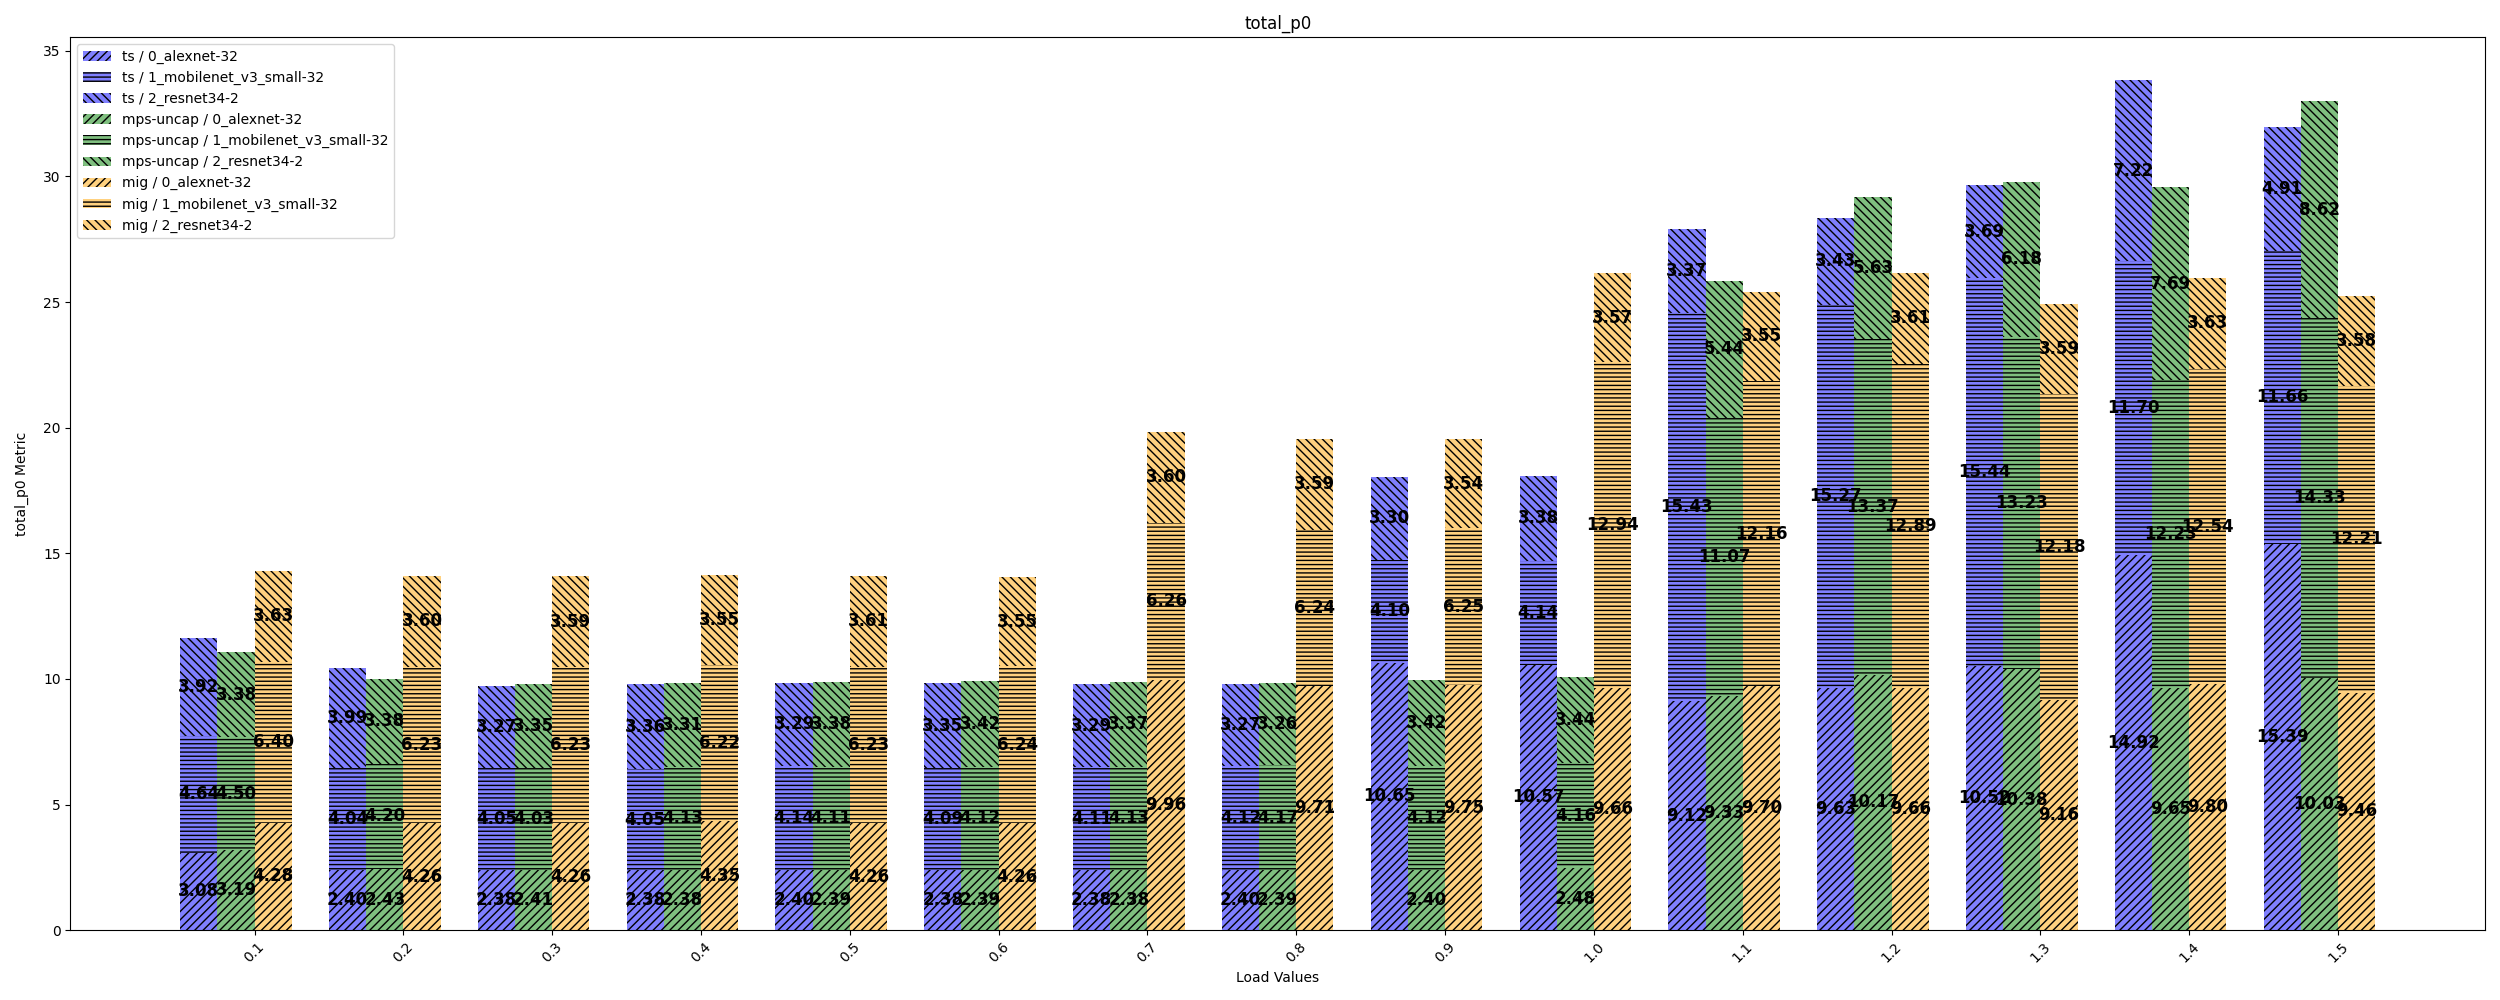 total_p0
ts / 0_alexnet-32
ts / 1_mobilenet_v3_small-32
ts / 2_resnet34-2
mps-uncap / 0_alexnet-32
mps-uncap / 1_mobilenet_v3_small-32
mps-uncap / 2_resnet34-2
mig / 0_alexnet-32
mig / 1_mobilenet_v3_small-32
mig / 2_resnet34-2
total_p0 Metric
35
30
25
20
15
10
5
0
3.92 4.64 3.08
3.38 4.50 3.19
3.63 6.40 4.28
3.99 4.04 2.40
3.38 4.20 2.43
3.60 6.23 4.26
3.27 4.05 2.38
3.35 4.03 2.41
3.59 6.23 4.26
3.36 4.05 2.38
3.31 4.13 2.38
3.55 6.22 4.35
3.29 4.14 2.40
3.38 4.11 2.39
3.61 6.23 4.26
3.35 4.09 2.38
3.42 4.12 2.39
3.55 6.24 4.26
3.29 4.11 2.38
3.37 4.13 2.38
3.60 6.26 9.96
3.27 4.12 2.40
3.26 4.17 2.39
3.59 6.24 9.71
3.30 4.10 10.65
3.42 4.12 2.40
3.54 6.25 9.75
3.38 4.14 10.57
3.44 4.16 2.48
3.57 12.94 9.66
3.37 15.43 9.12
5.44 11.07 9.33
3.55 12.16 9.70
3.43 15.27 9.63
5.63 13.37 10.17
3.61 12.89 9.66
3.69 15.44
6.18 13.23 10.38
3.59 12.18 9.16
7.22 11.70 14.92
7.69 12.23 9.65
3.63 12.54 9.80
4.91 11.66 15.39
8.62 14.33 10.03
3.58 12.21 9.46
0.1
0.2
0.3
0.4
0.5
0.6
0.7
0.8
0.9
1.0
1.1
1.2
1.3
1.4
1.5
Load Values